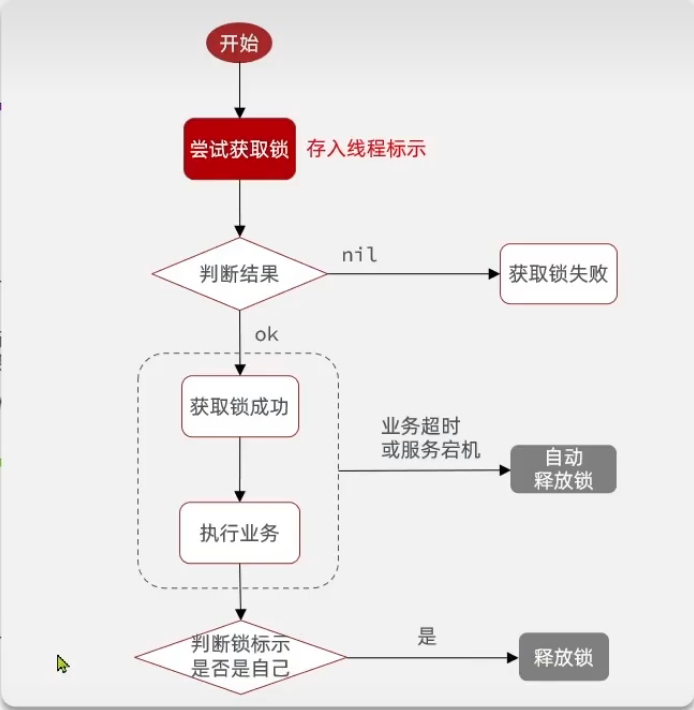 开始
尝试获取锁
存入线程标示
判断结果
nil
获取锁失败
ok
获取锁成功
业务超时
或服务宕机
自动
释放锁
执行业务
判断锁标示
是否是自己
是
释放锁